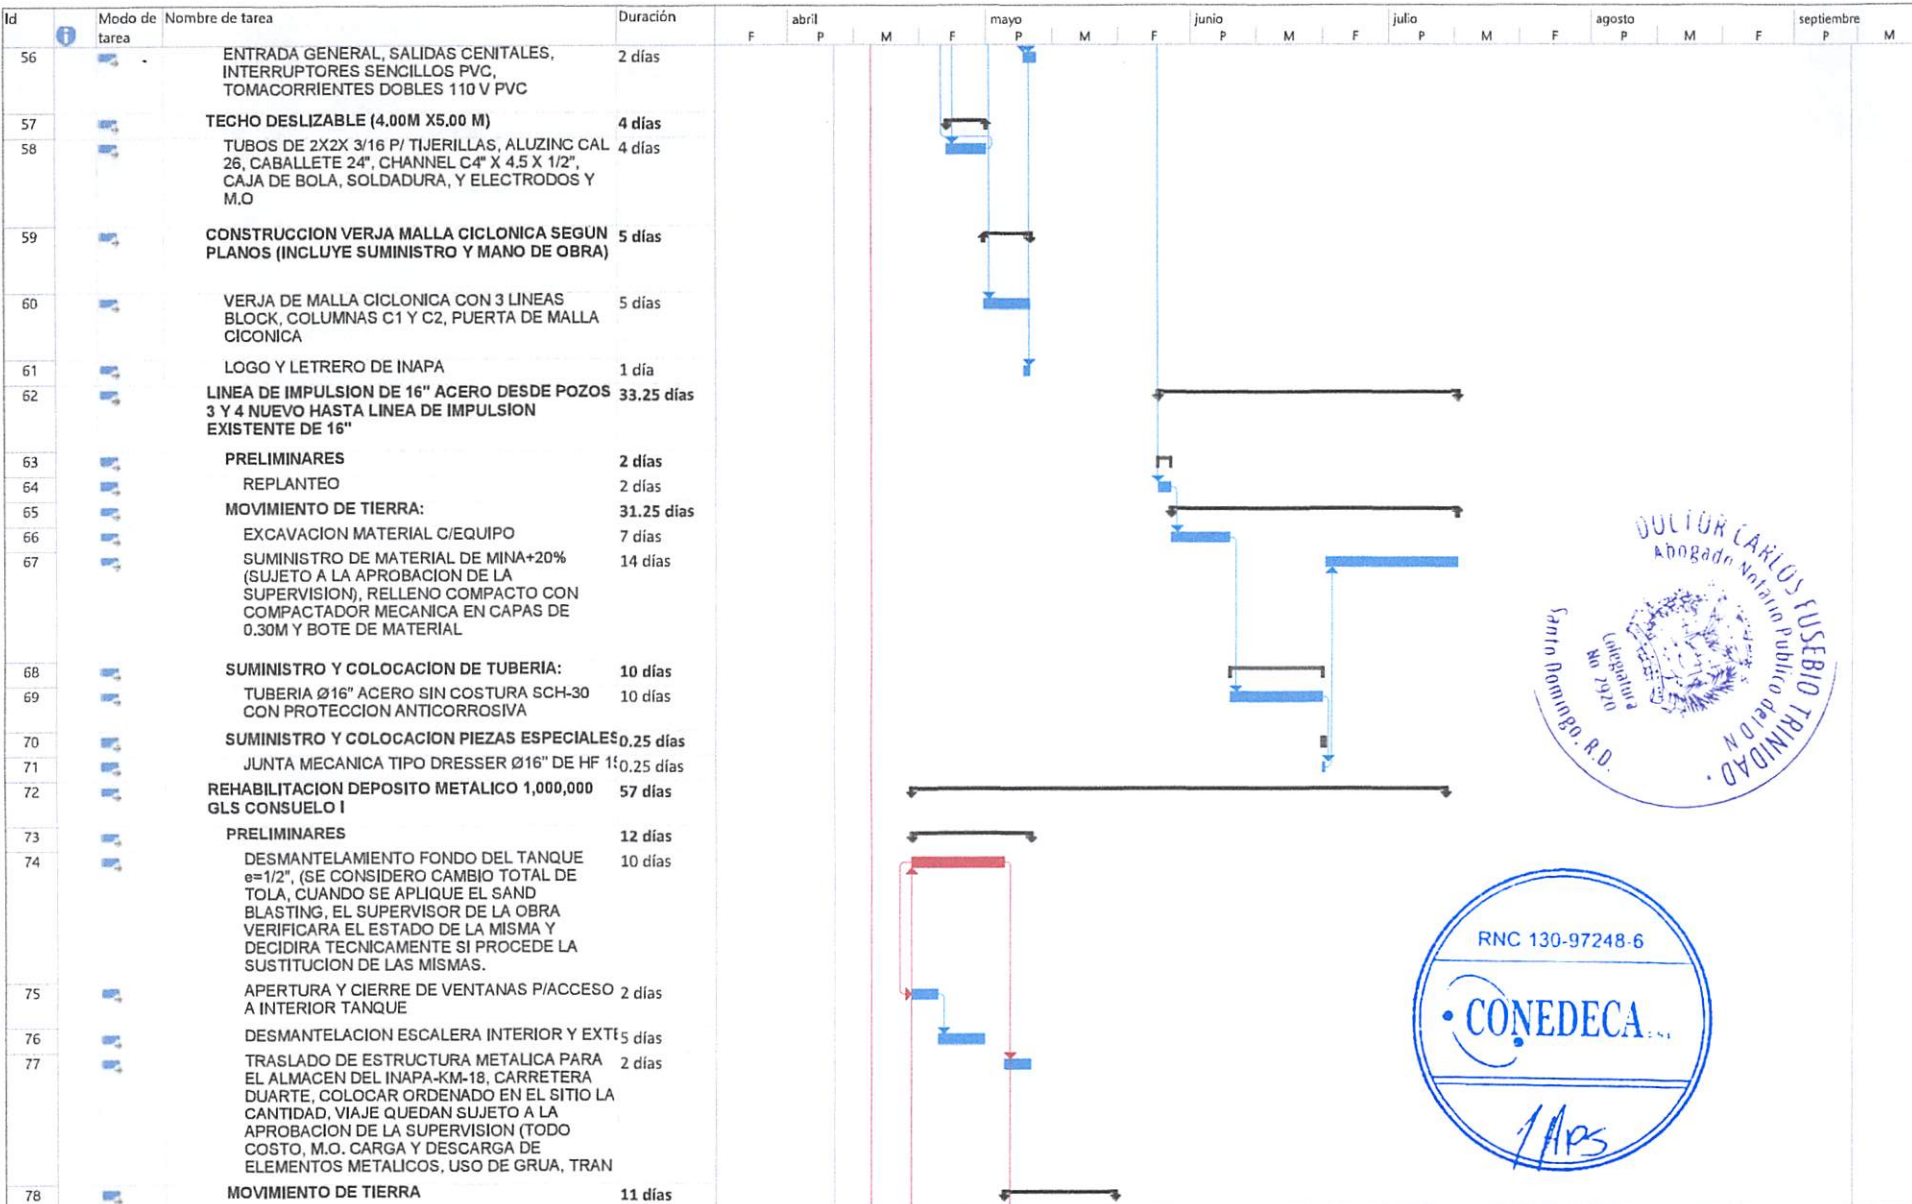 Id Modo de tarea Nombre de tarea Duración
abril mayo junio julio agosto septiembre
F P M F P M F P M F P M F P M F P M
56 ENTRADA GENERAL, SALIDAS CENITALES, 2 días
INTERRUPTORES SENCILLOS PVC,
TOMACORRIENTES DOBLES 110 V PVC
57 TECHO DESLIZABLE (4.00M X5.00 M) 4 días
58 TUBOS DE 2X2X 3/16 P/ TIJERILLAS, ALUZINC CAL 4 días
26, CABALLETE 24", CHANNEL C4" X 4.5 X 1/2",
CAJA DE BOLA, SOLDADURA, Y ELECTRODOS Y
M.O
59 CONSTRUCCION VERJA MALLA CICLONICA SEGÚN 5 días
PLANOS (INCLUYE SUMINISTRO Y MANO DE OBRA)
60 VERJA DE MALLA CICLONICA CON 3 LINEAS 5 días
BLOCK, COLUMNAS C1 Y C2, PUERTA DE MALLA
CICONICA
61 LOGO Y LETRERO DE INAPA 1 día
62 LINEA DE IMPULSION DE 16" ACERO DESDE POZOS 33.25 días
3 Y 4 NUEVO HASTA LINEA DE IMPULSION
EXISTENTE DE 16"
63 PRELIMINARES 2 días
64 REPLANTEO 2 días
65 MOVIMIENTO DE TIERRA: 31.25 días
66 EXCAVACION MATERIAL C/EQUIPO 7 días
67 SUMINISTRO DE MATERIAL DE MINA+20% 14 días
(SUJETO A LA APROBACION DE LA
SUPERVISION), RELLENO COMPACTO CON
COMPACTADOR MECANICA EN CAPAS DE
0.30M Y BOTE DE MATERIAL
68 SUMINISTRO Y COLOCACION DE TUBERIA: 10 días
69 TUBERIA Ø16" ACERO SIN COSTURA SCH-30 10 días
CON PROTECCION ANTICORROSIVA
70 SUMINISTRO Y COLOCACION PIEZAS ESPECIALES 0.25 días
71 JUNTA MECANICA TIPO DRESSER Ø16" DE HF 0.25 días
72 REHABILITACION DEPOSITO METALICO 1,000,000 57 días
GLS CONSUELO I
73 PRELIMINARES 12 días
74 DESMANTELAMIENTO FONDO DEL TANQUE 10 días
e=1/2", (SE CONSIDERO CAMBIO TOTAL DE
TOLA, CUANDO SE APLIQUE EL SAND
BLASTING, EL SUPERVISOR DE LA OBRA
VERIFICARA EL ESTADO DE LA MISMA Y
DECIDIRA TECNICAMENTE SI PROCEDE LA
SUSTITUCION DE LAS MISMAS.
75 APERTURA Y CIERRE DE VENTANAS P/ACCESO 2 días
A INTERIOR TANQUE
76 DESMANTELACION ESCALERA INTERIOR Y EXTE 5 días
77 TRASLADO DE ESTRUCTURA METALICA PARA 2 días
EL ALMACEN DEL INAPA-KM-18, CARRETERA
DUARTE, COLOCAR ORDENADO EN EL SITIO LA
CANTIDAD, VIAJE QUEDAN SUJETO A LA
APROBACION DE LA SUPERVISION (TODO
COSTO, M.O. CARGA Y DESCARGA DE
ELEMENTOS METALICOS, USO DE GRUA, TRAN
78 MOVIMIENTO DE TIERRA 11 días
DOCTOR CARLOS EUSEBIO TRINIDAD.
Abogado Notario Publico del D N
Colegiatura
No 2920
Santo Domingo. R.D.
RNC 130-97248-6
CONEDECA